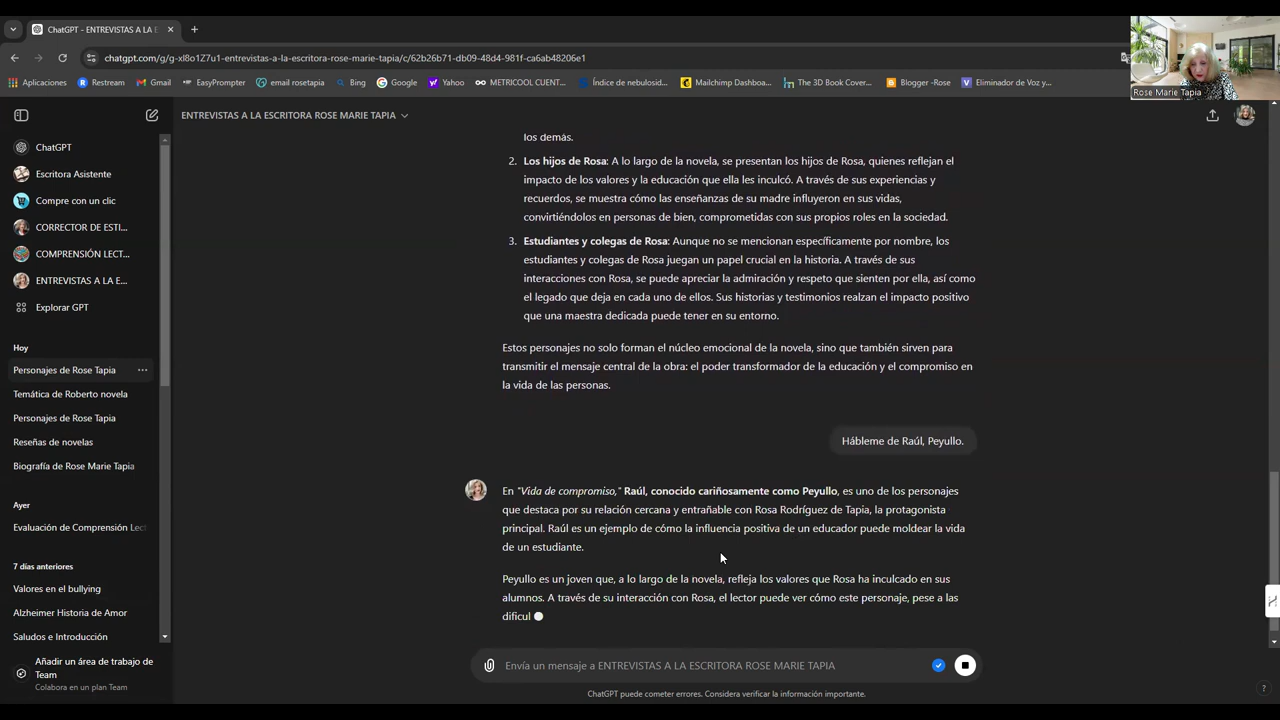 ChatGPT - ENTREVISTAS A LA E
chatgpt.com/g/g-xl8o1Z7u1-entrevistas-a-la-escritora-rose-marie-tapia/c/62b26b71-db09-48d4-981f-ca6ab48206e1
Aplicaciones
Restream
Gmail
EasyPrompter
email rosetapia
Bing
Google
Yahoo
METRICOOL CUENT...
Índice de nebulosid...
Mailchimp Dashboa...
The 3D Book Cover...
Blogger -Rose
Eliminador de Voz y...
Rose Marie Tapia
ENTREVISTAS A LA ESCRITORA ROSE MARIE TAPIA
ChatGPT
Escritora Asistente
Compre con un clic
CORRECTOR DE ESTI...
COMPRENSIÓN LECT...
ENTREVISTAS A LA E...
Explorar GPT
Hoy
Personajes de Rose Tapia
Temática de Roberto novela
Personajes de Rose Tapia
Reseñas de novelas
Biografía de Rose Marie Tapia
Ayer
Evaluación de Comprensión Lect
7 días anteriores
Valores en el bullying
Alzheimer Historia de Amor
Saludos e Introducción
Añadir un área de trabajo de
Team
Colabora en un plan Team
los demás.
2. Los hijos de Rosa: A lo largo de la novela, se presentan los hijos de Rosa, quienes reflejan el
impacto de los valores y la educación que ella les inculcó. A través de sus experiencias y
recuerdos, se muestra cómo las enseñanzas de su madre influyeron en sus vidas,
convirtiéndolos en personas de bien, comprometidas con sus propios roles en la sociedad.
3. Estudiantes y colegas de Rosa: Aunque no se mencionan específicamente por nombre, los
estudiantes y colegas de Rosa juegan un papel crucial en la historia. A través de sus
interacciones con Rosa, se puede apreciar la admiración y respeto que sienten por ella, así como
el legado que deja en cada uno de ellos. Sus historias y testimonios realzan el impacto positivo
que una maestra dedicada puede tener en su entorno.
Estos personajes no solo forman el núcleo emocional de la novela, sino que también sirven para
transmitir el mensaje central de la obra: el poder transformador de la educación y el compromiso en
la vida de las personas.
Hábleme de Raúl, Peyullo.
En "Vida de compromiso," Raúl, conocido cariñosamente como Peyullo, es uno de los personajes
que destaca por su relación cercana y entrañable con Rosa Rodríguez de Tapia, la protagonista
principal. Raúl es un ejemplo de cómo la influencia positiva de un educador puede moldear la vida
de un estudiante.
Peyullo es un joven que, a lo largo de la novela, refleja los valores que Rosa ha inculcado en sus
alumnos. A través de su interacción con Rosa, el lector puede ver cómo este personaje, pese a las
dificul
Envía un mensaje a ENTREVISTAS A LA ESCRITORA ROSE MARIE TAPIA
ChatGPT puede cometer errores. Considera verificar la información importante.
?